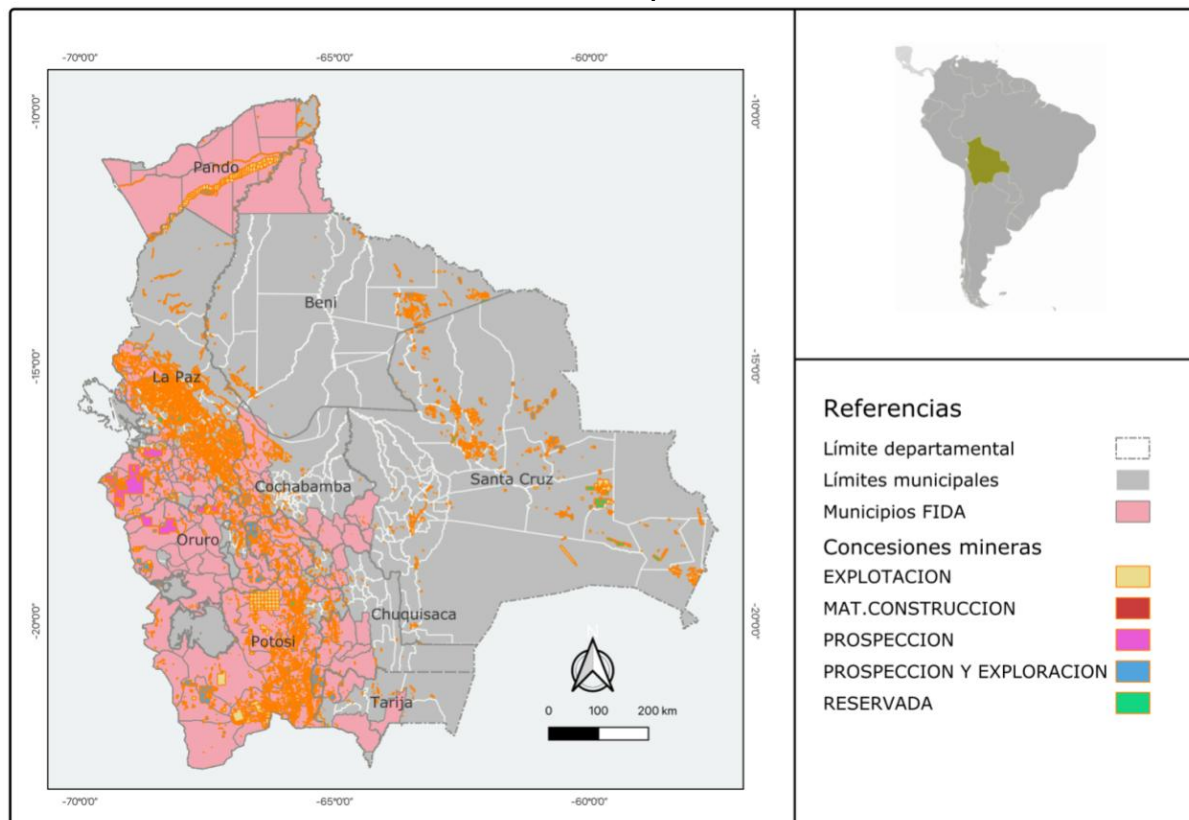 -70°0'0" -65°0'0" -60°0'0"
-10°0'0" -10°0'0"
Pando
Beni
-15°0'0" -15°0'0"
La Paz
Santa Cruz
Cochabamba
Oruro
-20°0'0" -20°0'0"
Chuquisaca
Potosi
Tarija
0 100 200 km
-70°0'0" -65°0'0" -60°0'0"
Referencias
Límite departamental
Límites municipales
Municipios FIDA
Concesiones mineras
EXPLOTACION
MAT.CONSTRUCCION
PROSPECCION
PROSPECCION Y EXPLORACION
RESERVADA